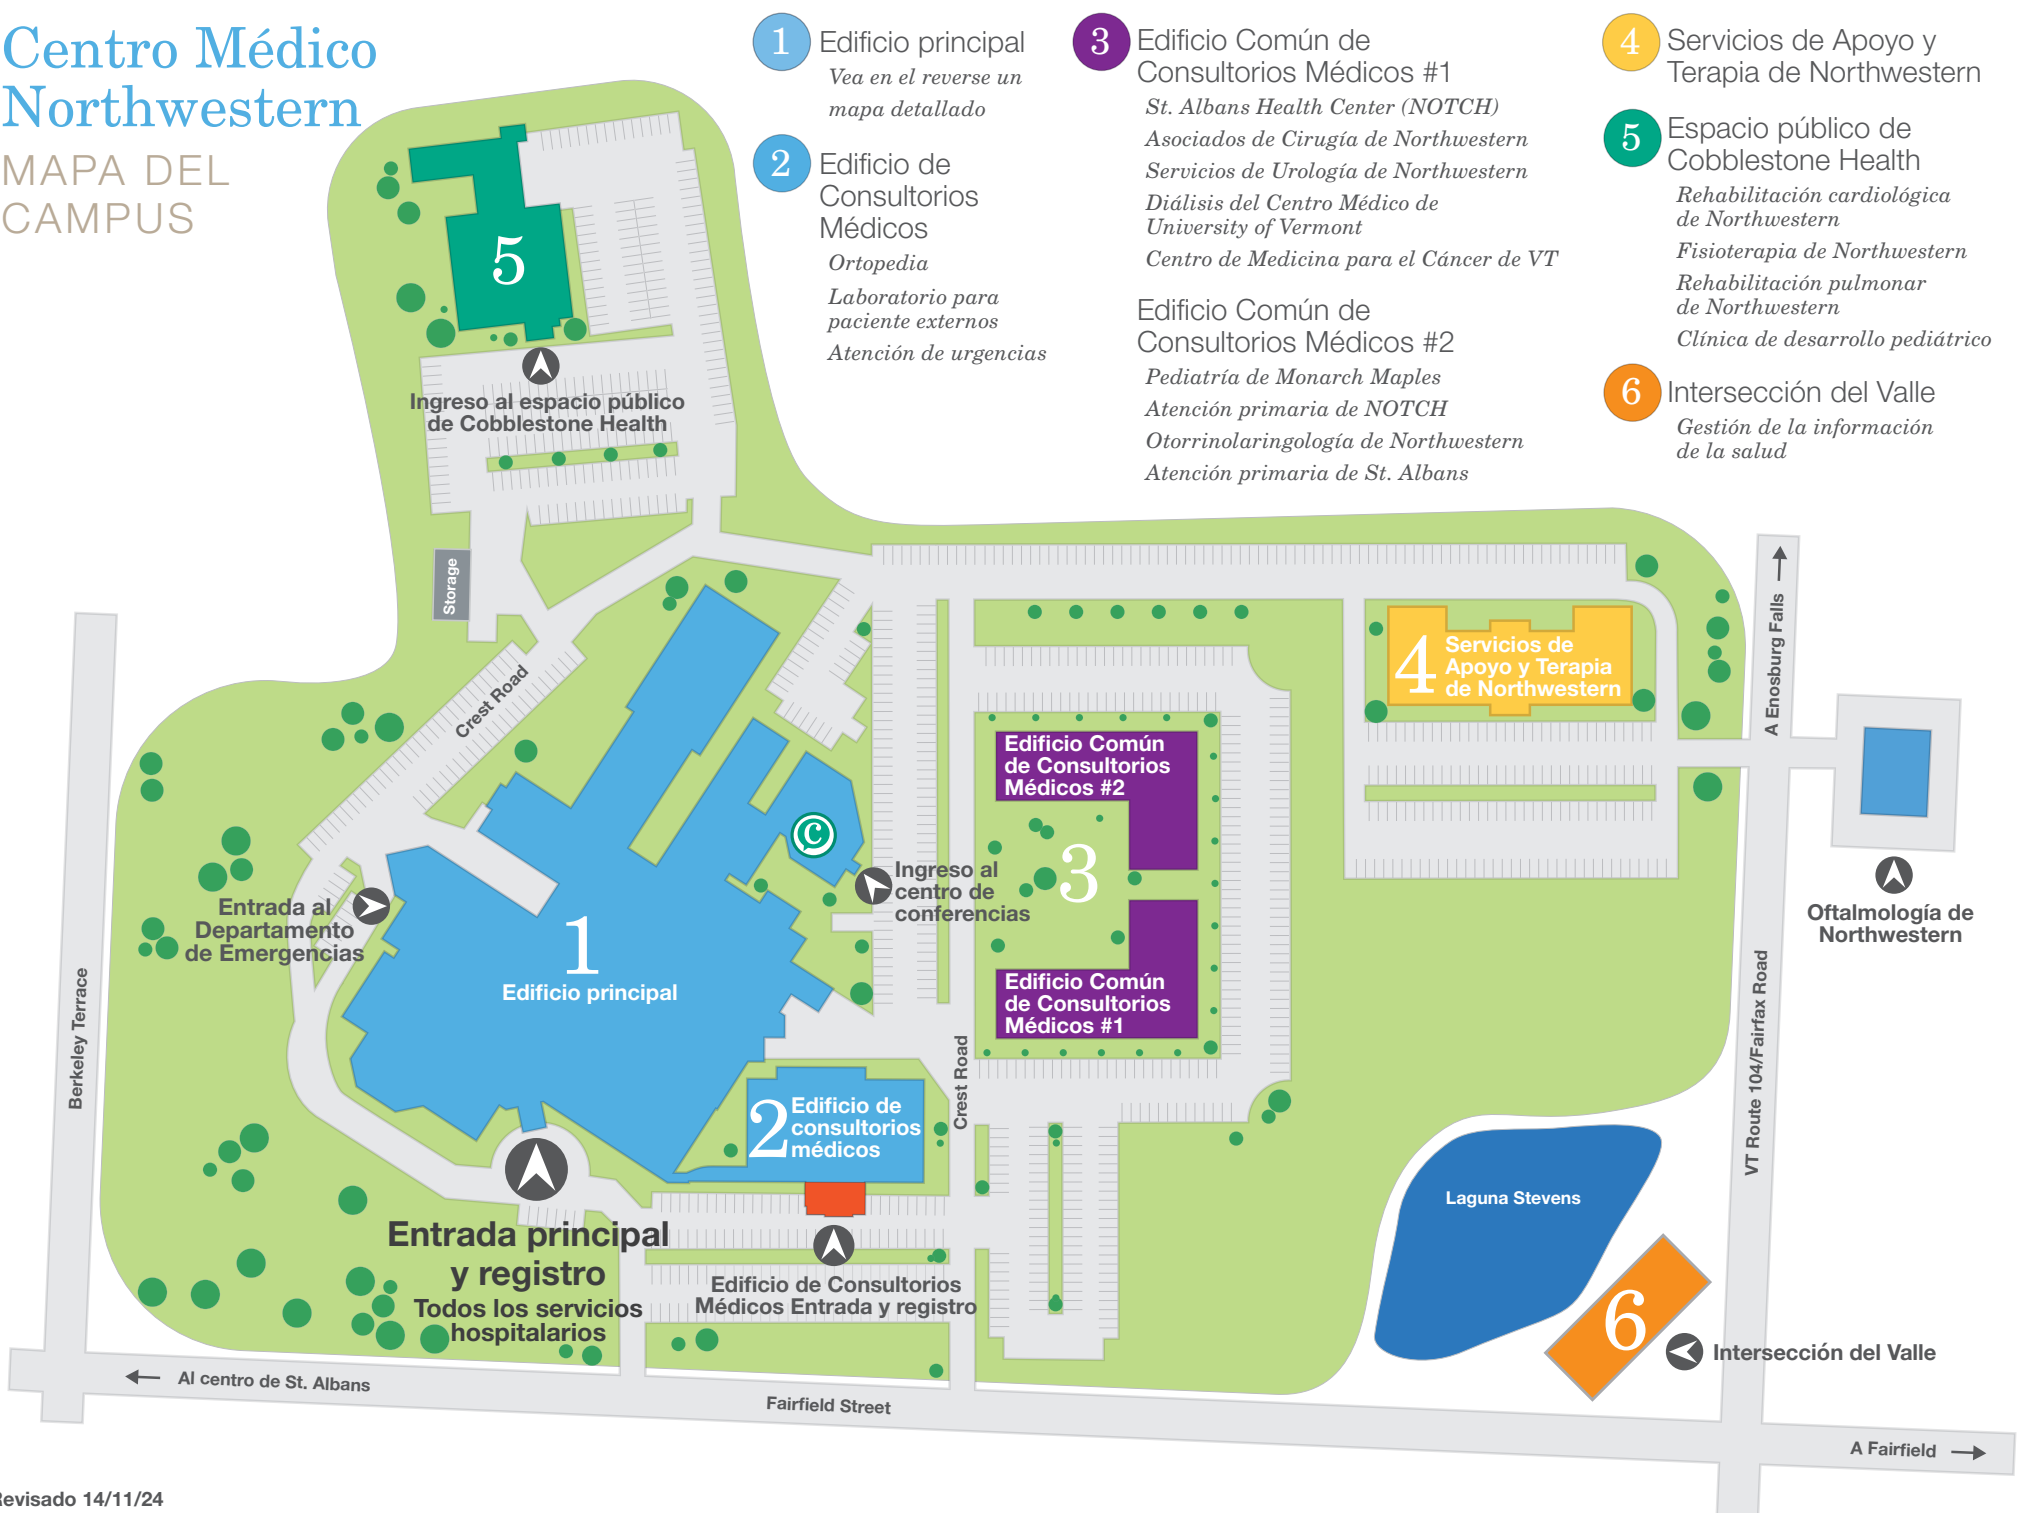 Centro Médico
Northwestern
MAPA DEL
CAMPUS
1 Edificio principal
Vea en el reverse un
mapa detallado
2 Edificio de
Consultorios
Médicos
Ortopedia
Laboratorio para
paciente externos
Atención de urgencias
3 Edificio Común de
Consultorios Médicos #1
St. Albans Health Center (NOTCH)
Asociados de Cirugía de Northwestern
Servicios de Urología de Northwestern
Diálisis del Centro Médico de
University of Vermont
Centro de Medicina para el Cáncer de VT
Edificio Común de
Consultorios Médicos #2
Pediatría de Monarch Maples
Atención primaria de NOTCH
Otorrinolaringología de Northwestern
Atención primaria de St. Albans
4 Servicios de Apoyo y
Terapia de Northwestern
5 Espacio público de
Cobblestone Health
Rehabilitación cardiológica
de Northwestern
Fisioterapia de Northwestern
Rehabilitación pulmonar
de Northwestern
Clínica de desarrollo pediátrico
6 Intersección del Valle
Gestión de la información
de la salud
5
Ingreso al espacio público
de Cobblestone Health
Storage
Crest Road
4
Servicios de
Apoyo y Terapia
de Northwestern
A Enosburg Falls
Edificio Común
de Consultorios
Médicos #2
3
Edificio Común
de Consultorios
Médicos #1
C
Ingreso al
centro de
conferencias
Entrada al
Departamento
de Emergencias
1
Edificio principal
Oftalmología de
Northwestern
Berkeley Terrace
Crest Road
VT Route 104/Fairfax Road
2
Edificio de
consultorios
médicos
Laguna Stevens
Entrada principal
y registro
Todos los servicios
hospitalarios
Edificio de Consultorios
Médicos Entrada y registro
6
Intersección del Valle
Al centro de St. Albans
Fairfield Street
A Fairfield
Revisado 14/11/24